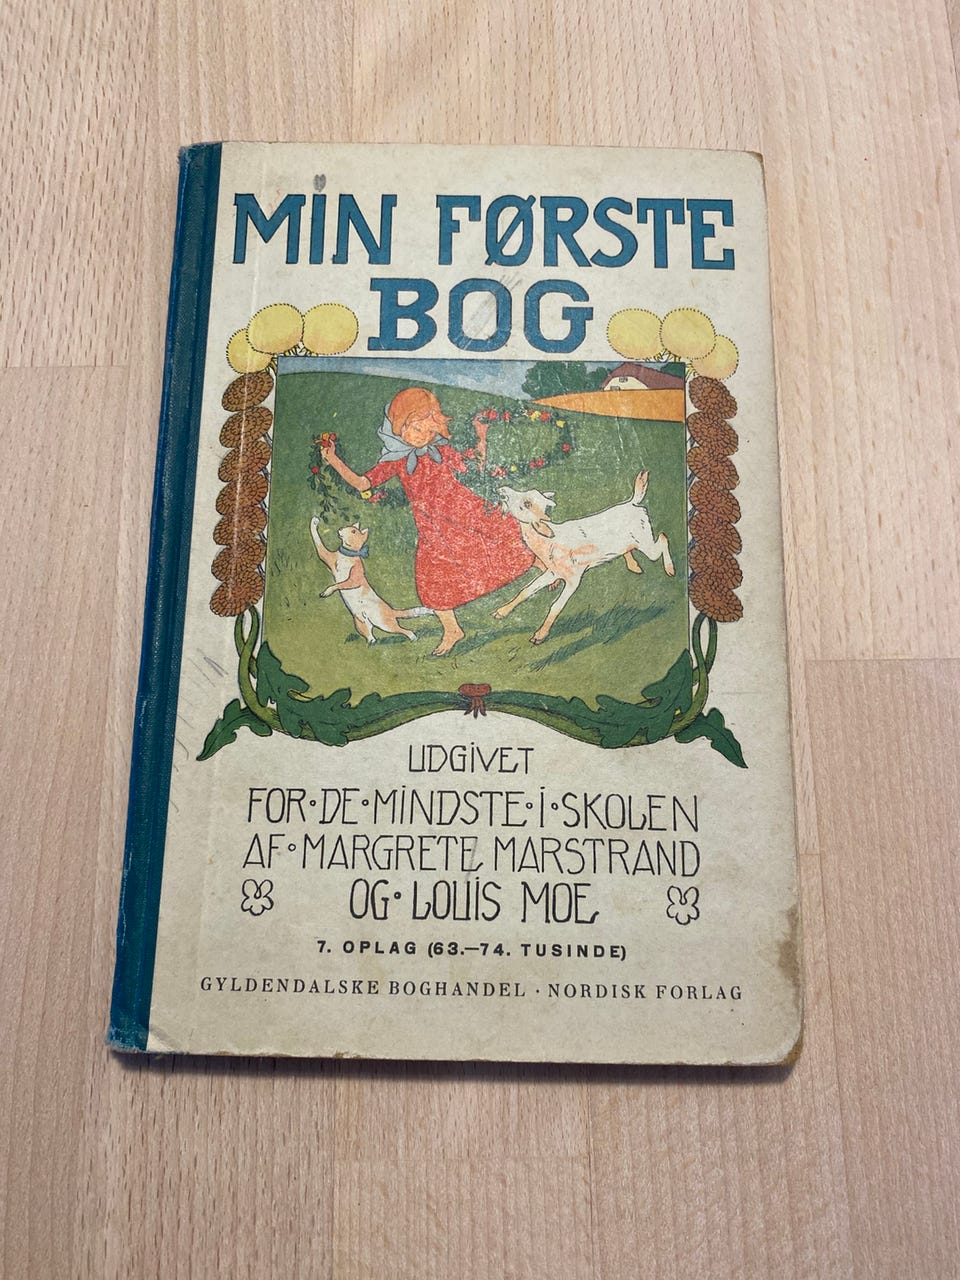 MIN FØRSTE
BOG
UDGIVET
FOR·DE·MINDSTE·I·SKOLEN
AF·MARGRETE MARSTRAND
OG·LOUIS MOE
7. OPLAG (63.—74. TUSINDE)
GYLDENDALSKE BOGHANDEL · NORDISK FORLAG